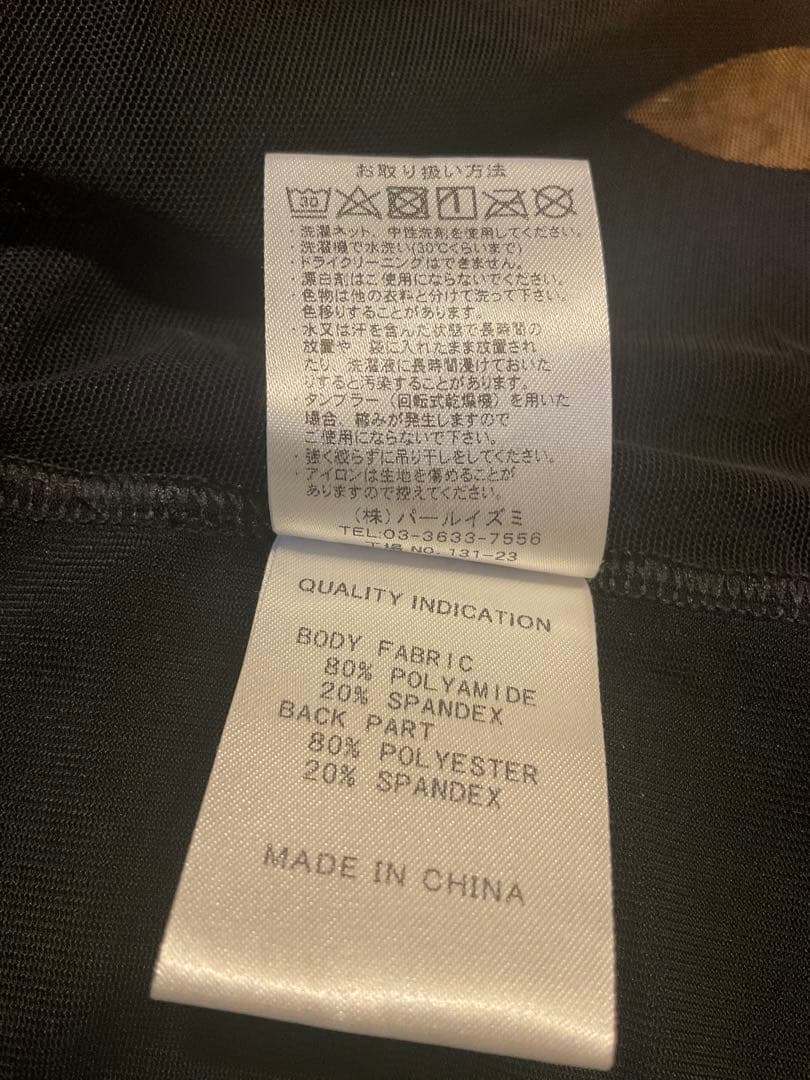 お取り扱い方法
30
・洗濯ネット、中性洗剤を使用してください。
・洗濯機で水洗い(30℃くらいまで)
・ドライクリーニングはできません。
・漂白剤はご使用にならないでください。
・色物は他の衣料と分けて洗って下さい。
色移りすることがあります。
・水又は汗を含んだ状態で長時間の
放置や、袋に入れたまま放置され
たり、洗濯液に長時間浸けておいた
りすると汚染することがあります。
・タンブラー（回転式乾燥機）を用いた
場合、縮みが発生しますので
ご使用にならないで下さい。
・強く絞らずに吊り干しをしてください。
・アイロンは生地を傷めることが
ありますので控えてください。
(株)パールイズミ
TEL:03-3633-7556
工場 NO. 131-23
QUALITY INDICATION
BODY FABRIC
80% POLYAMIDE
20% SPANDEX
BACK PART
80% POLYESTER
20% SPANDEX
MADE IN CHINA